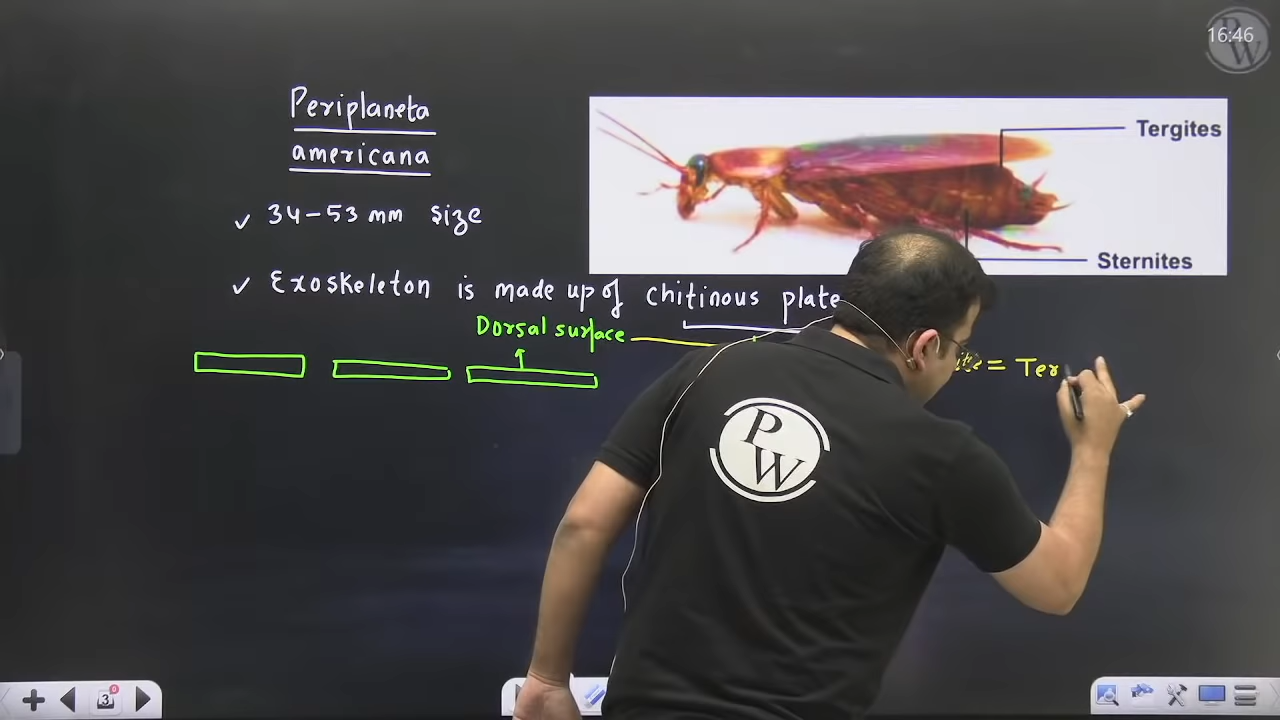 16:46
PW
Periplaneta
americana
Tergites
✓ 34-53 mm size
Sternites
✓ Exoskeleton is made up of chitinous plate
Dorsal surface
= Ter
PW
3